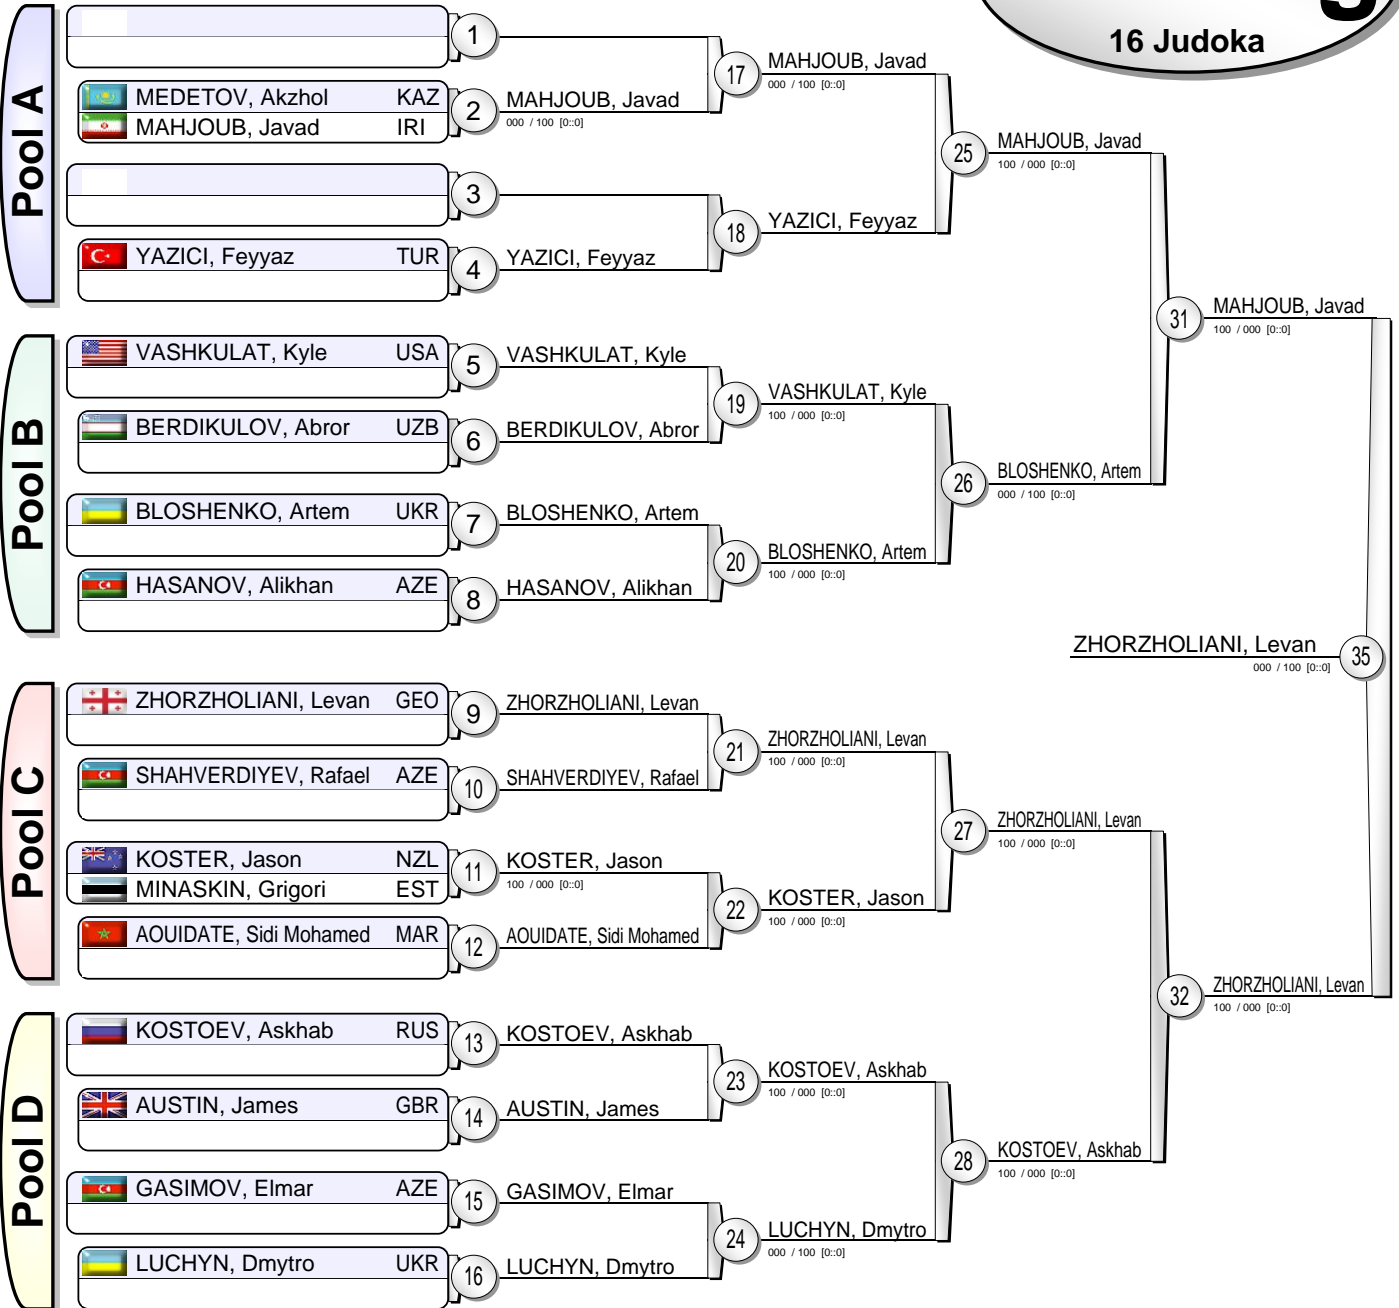 16 Judoka
Pool A
1
MEDETOV, Akzhol KAZ
MAHJOUB, Javad IRI
2
MAHJOUB, Javad
000 / 100 [0::0]
17
MAHJOUB, Javad
000 / 100 [0::0]
3
YAZICI, Feyyaz TUR
4
YAZICI, Feyyaz
18
YAZICI, Feyyaz
25
MAHJOUB, Javad
100 / 000 [0::0]
Pool B
VASHKULAT, Kyle USA
5
VASHKULAT, Kyle
BERDIKULOV, Abror UZB
6
BERDIKULOV, Abror
19
VASHKULAT, Kyle
100 / 000 [0::0]
BLOSHENKO, Artem UKR
7
BLOSHENKO, Artem
HASANOV, Alikhan AZE
8
HASANOV, Alikhan
20
BLOSHENKO, Artem
100 / 000 [0::0]
26
BLOSHENKO, Artem
000 / 100 [0::0]
31
MAHJOUB, Javad
100 / 000 [0::0]
ZHORZHOLIANI, Levan
000 / 100 [0::0]
35
Pool C
ZHORZHOLIANI, Levan GEO
9
ZHORZHOLIANI, Levan
SHAHVERDIYEV, Rafael AZE
10
SHAHVERDIYEV, Rafael
21
ZHORZHOLIANI, Levan
100 / 000 [0::0]
KOSTER, Jason NZL
MINASKIN, Grigori EST
11
KOSTER, Jason
100 / 000 [0::0]
AOUIDATE, Sidi Mohamed MAR
12
AOUIDATE, Sidi Mohamed
22
KOSTER, Jason
100 / 000 [0::0]
27
ZHORZHOLIANI, Levan
100 / 000 [0::0]
Pool D
KOSTOEV, Askhab RUS
13
KOSTOEV, Askhab
AUSTIN, James GBR
14
AUSTIN, James
23
KOSTOEV, Askhab
100 / 000 [0::0]
GASIMOV, Elmar AZE
15
GASIMOV, Elmar
LUCHYN, Dmytro UKR
16
LUCHYN, Dmytro
24
LUCHYN, Dmytro
000 / 100 [0::0]
28
KOSTOEV, Askhab
100 / 000 [0::0]
32
ZHORZHOLIANI, Levan
100 / 000 [0::0]